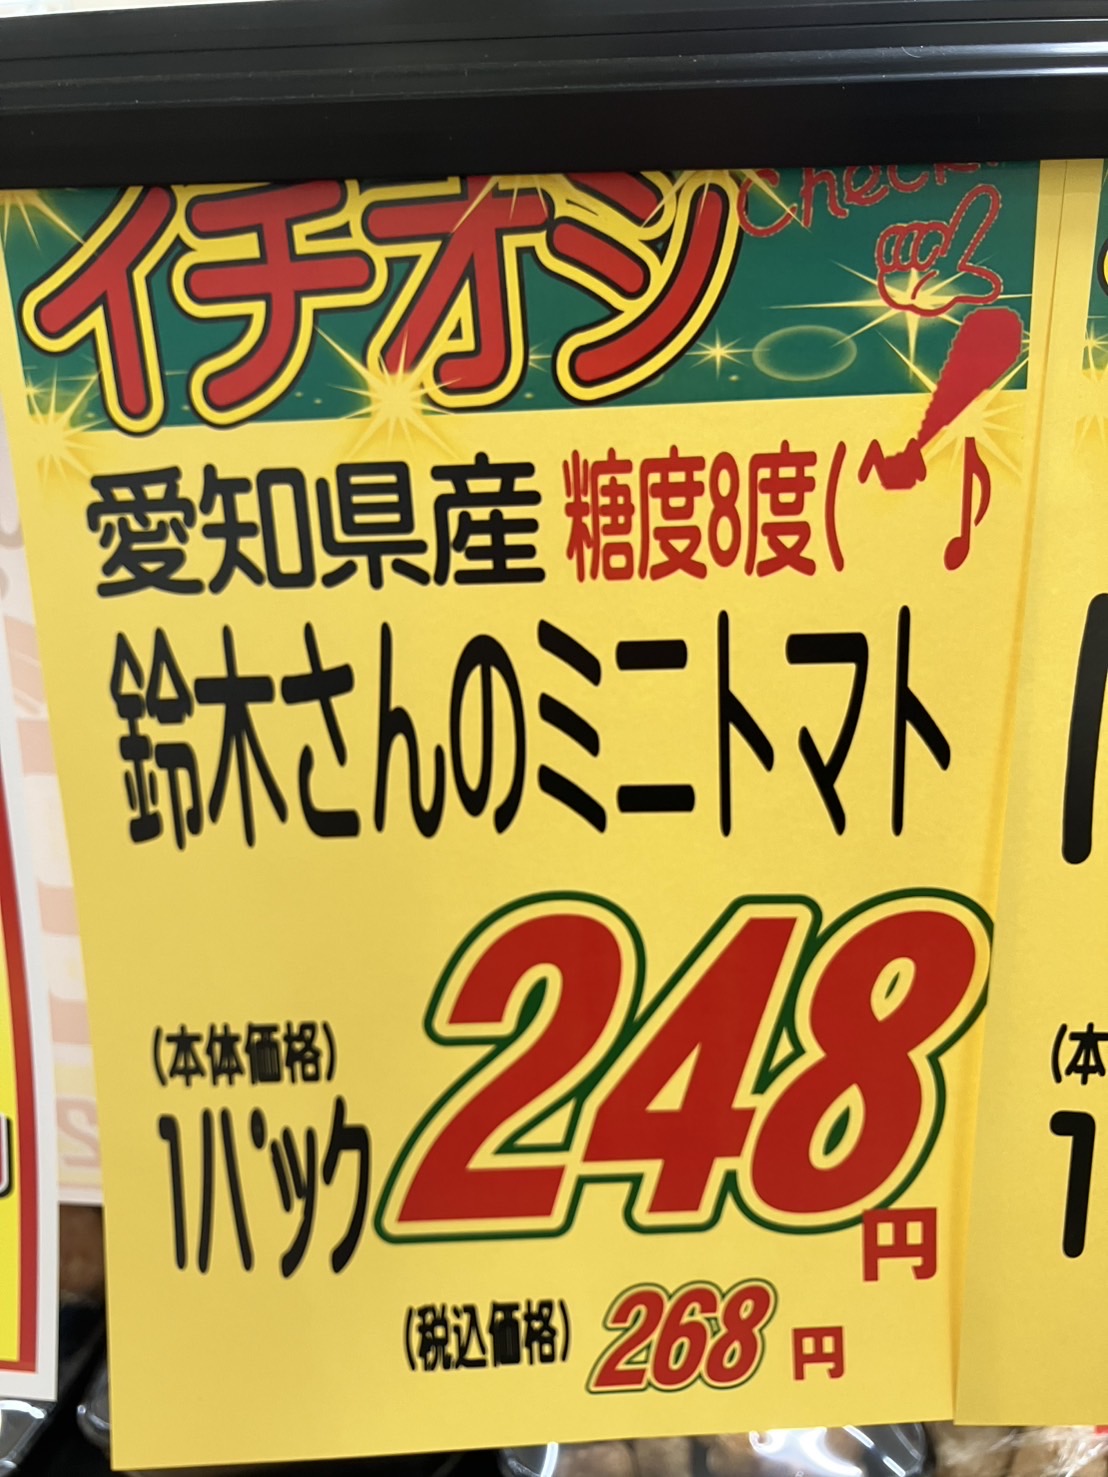 イチオシ
Check
愛知県産 糖度8度(^ ♪
鈴木さんのミニトマト
(本体価格)
1パック 248円
(税込価格) 268円
(本
1